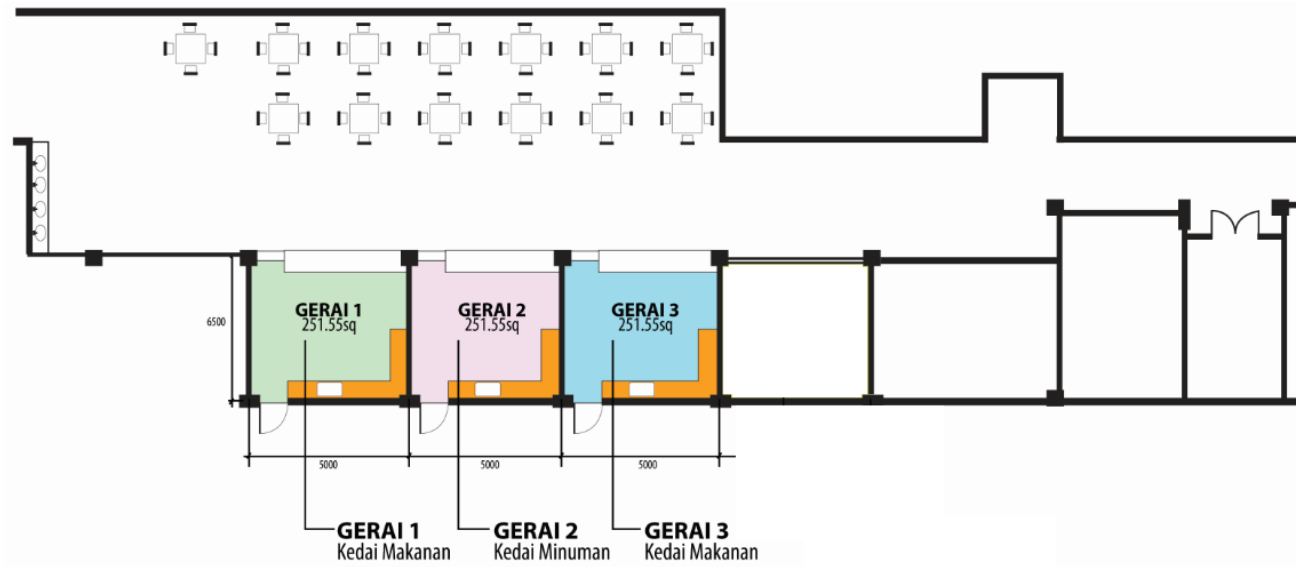 GERAI 1
251.55sq
GERAI 2
251.55sq
GERAI 3
251.55sq
6500
5000
5000
5000
GERAI 1
Kedai Makanan
GERAI 2
Kedai Minuman
GERAI 3
Kedai Makanan